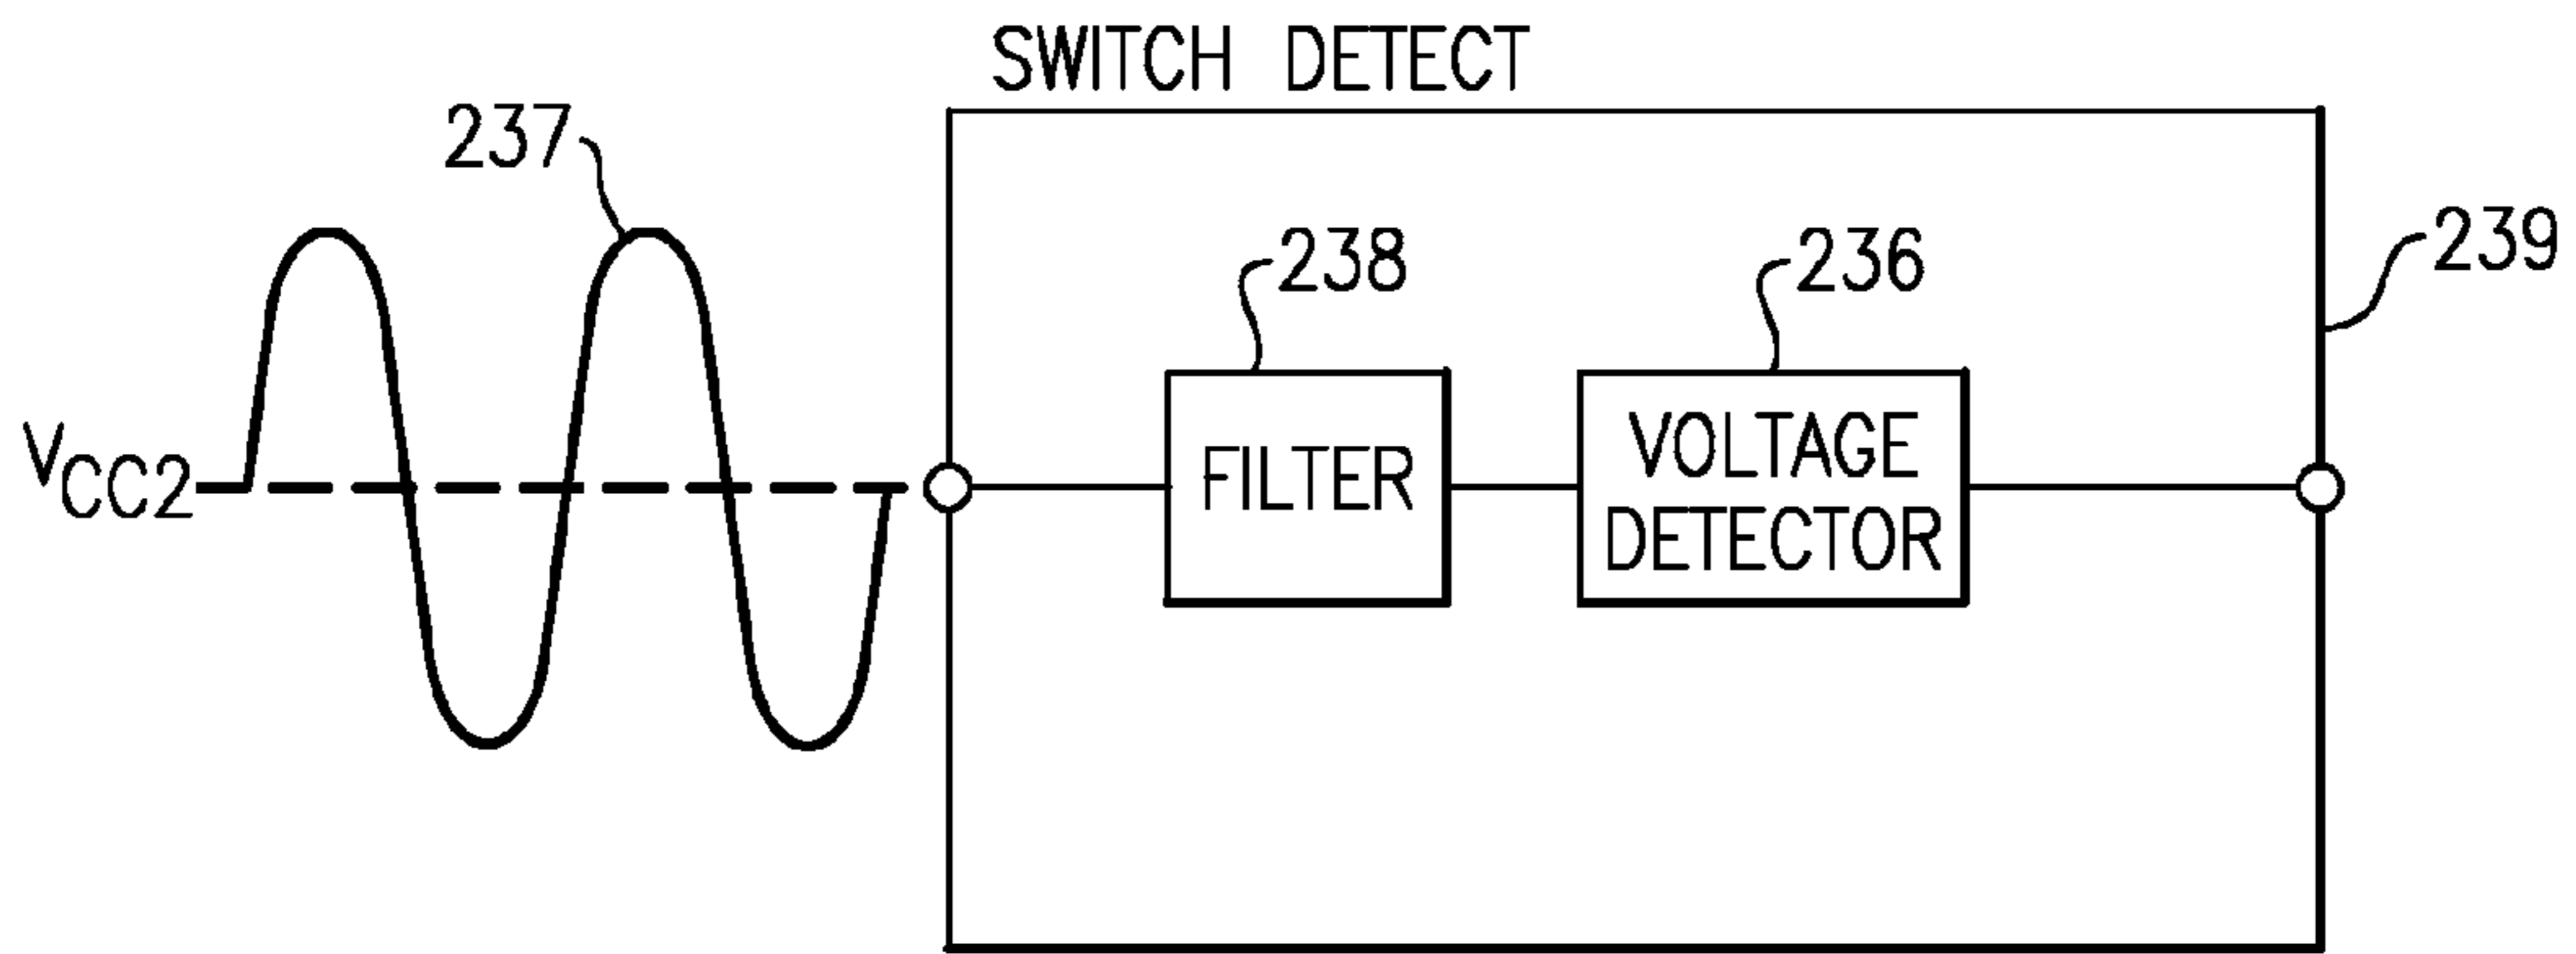 SWITCH DETECT
237
238
236
239
VCC2
FILTER
VOLTAGE
DETECTOR